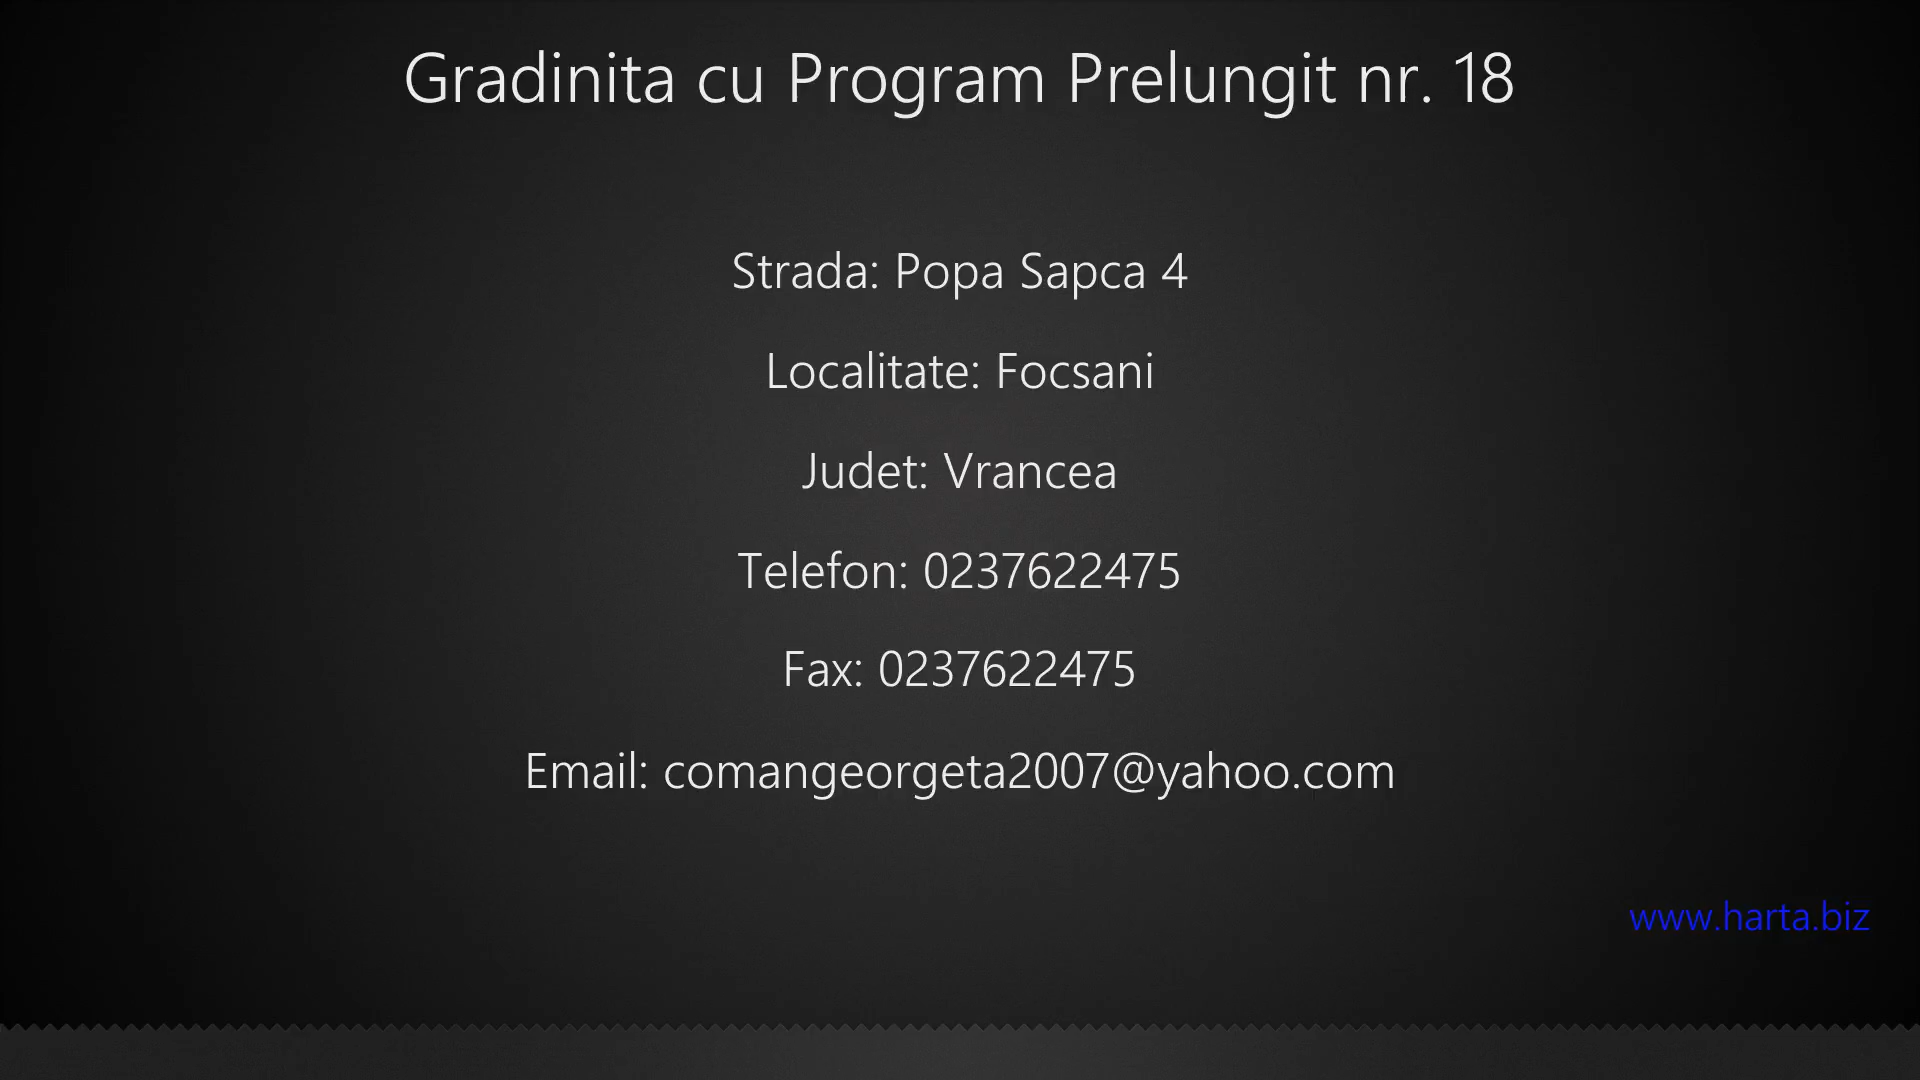 Gradinita cu Program Prelungit nr. 18
Strada: Popa Sapca 4
Localitate: Focsani
Judet: Vrancea
Telefon: 0237622475
Fax: 0237622475
Email: comangeorgeta2007@yahoo.com
www.harta.biz